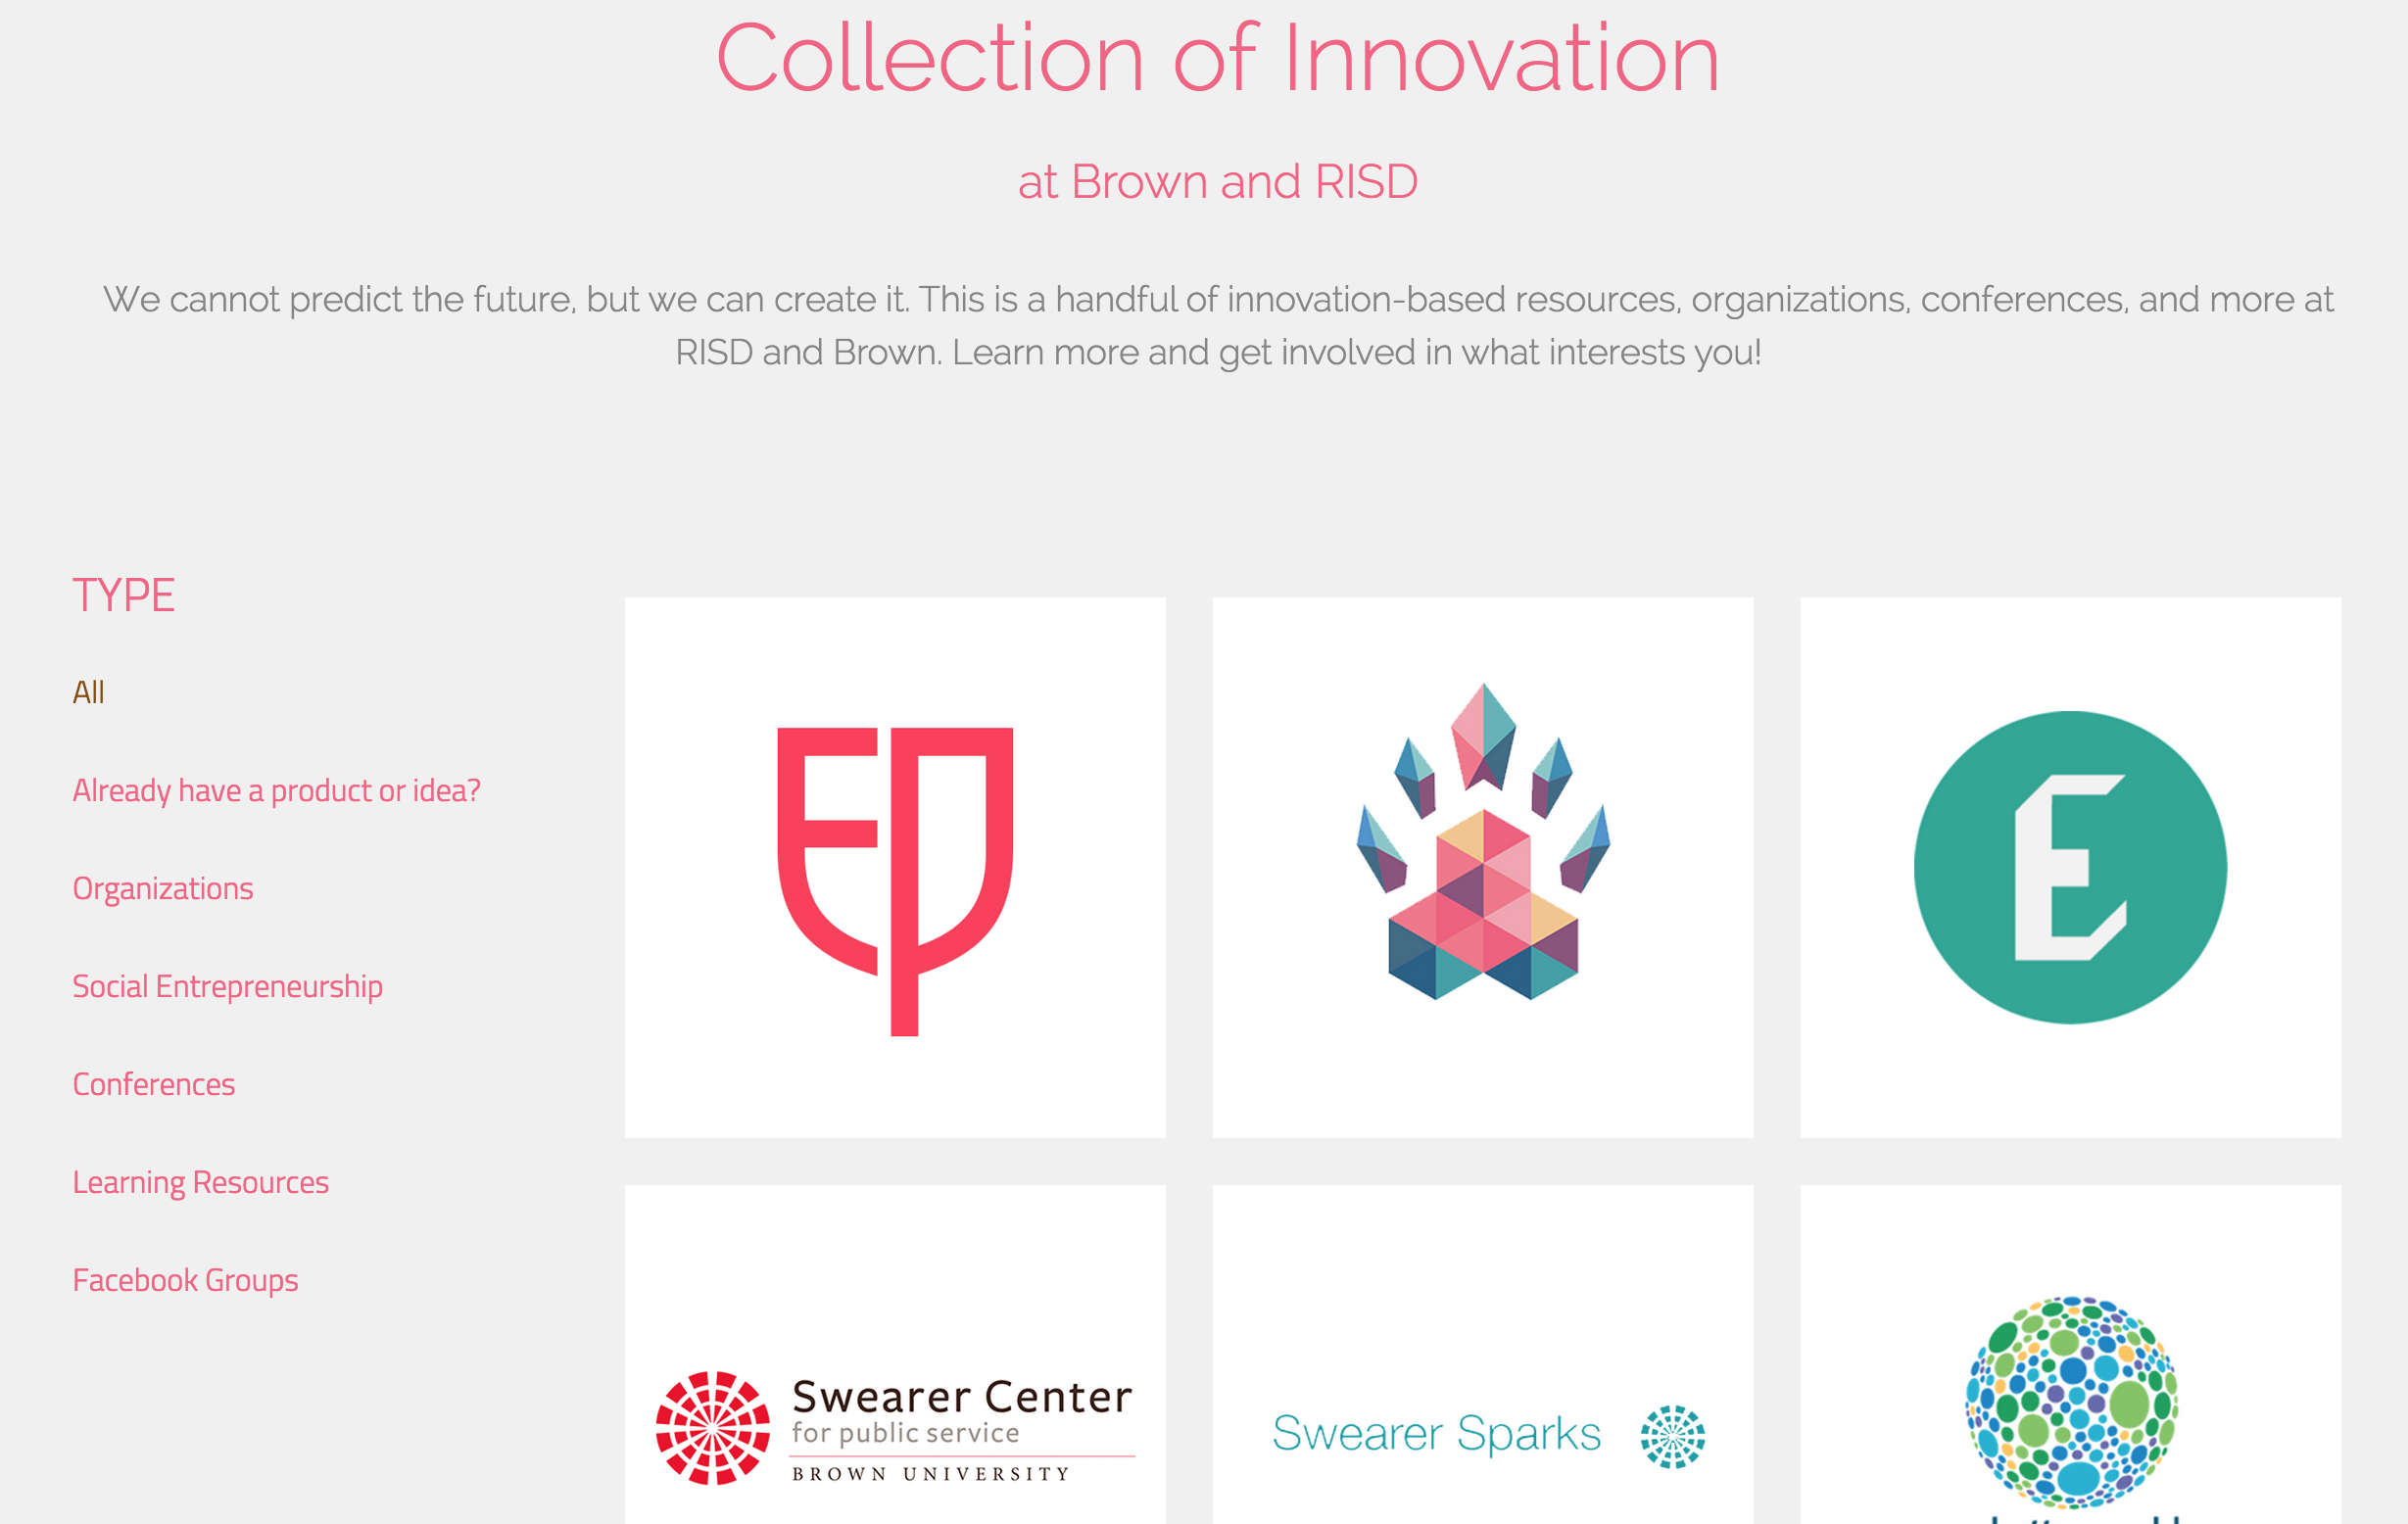 Collection of Innovation
at Brown and RISD
We cannot predict the future, but we can create it. This is a handful of innovation-based resources, organizations, conferences, and more at
RISD and Brown. Learn more and get involved in what interests you!
TYPE
All
Already have a product or idea?
Organizations
Social Entrepreneurship
Conferences
Learning Resources
Facebook Groups
EP
E
Swearer Center
for public service
BROWN UNIVERSITY
Swearer Sparks